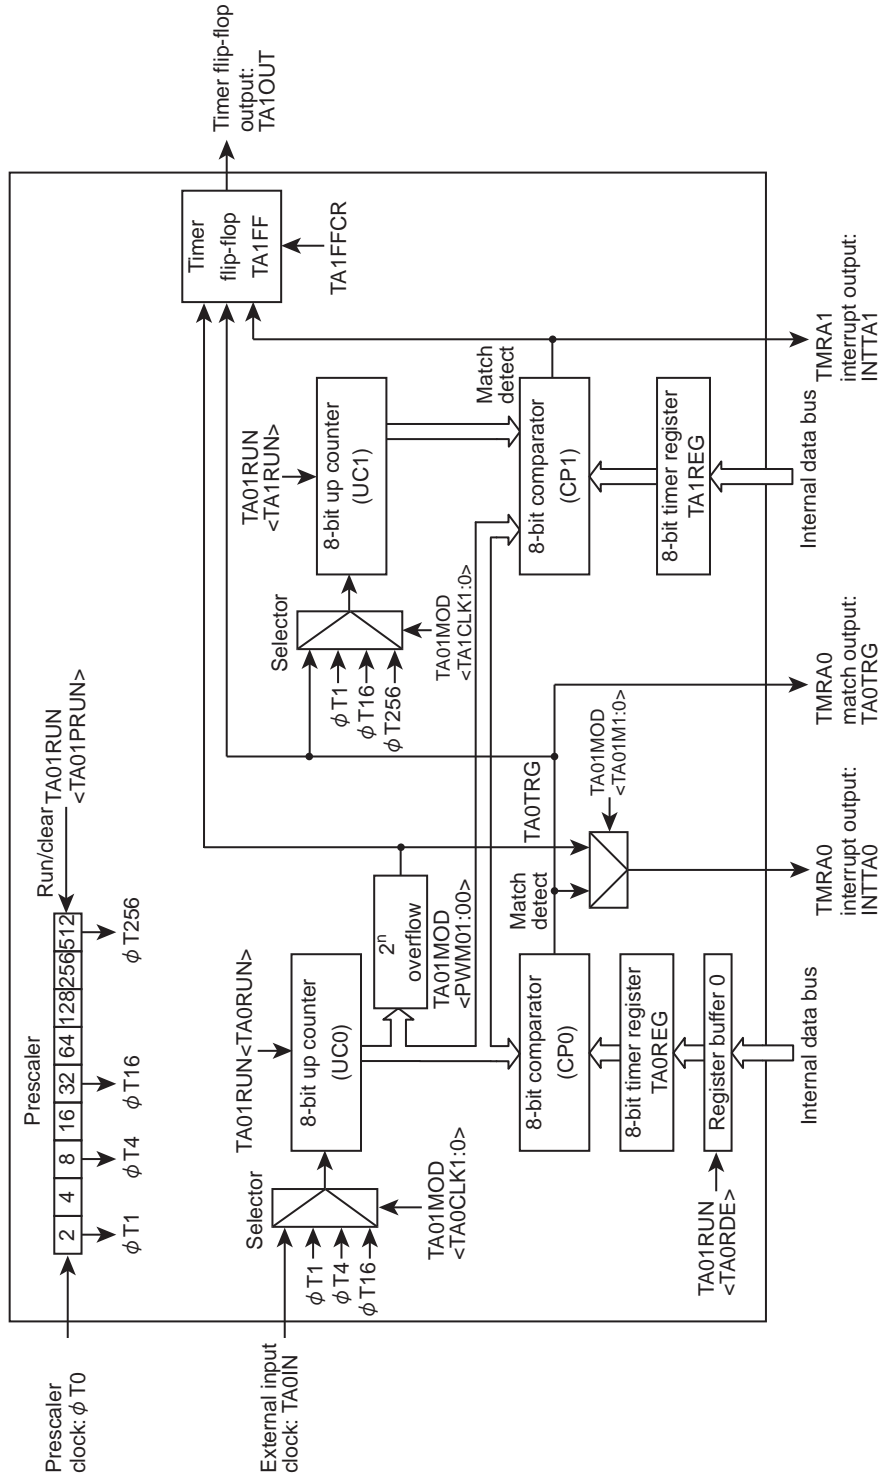 Prescaler
clock: φT0
Prescaler
2 4 8 16 32 64 128 256 512
φT1
φT4
φT16
φT256
Run/clear
TA01RUN
<TA01PRUN>
External input
clock: TA0IN
Selector
φT1
φT4
φT16
TA01MOD
<TA0CLK1:0>
TA01RUN<TA0RUN>
8-bit up counter
(UC0)
2n
overflow
TA01MOD
<PWM01:00>
Selector
φT1
φT16
φT256
TA01MOD
<TA1CLK1:0>
TA01RUN
<TA1RUN>
8-bit up counter
(UC1)
Timer
flip-flop
TA1FF
TA1FFCR
Timer flip-flop
output:
TA1OUT
8-bit comparator
(CP0)
Match
detect
TA0TRG
8-bit timer register
TA0REG
Register buffer 0
TA01RUN
<TA0RDE>
Internal data bus
TA01MOD
<TA01M1:0>
TMRA0
interrupt output:
INTTA0
TMRA0
match output:
TA0TRG
8-bit comparator
(CP1)
Match
detect
8-bit timer register
TA1REG
Internal data bus
TMRA1
interrupt output:
INTTA1